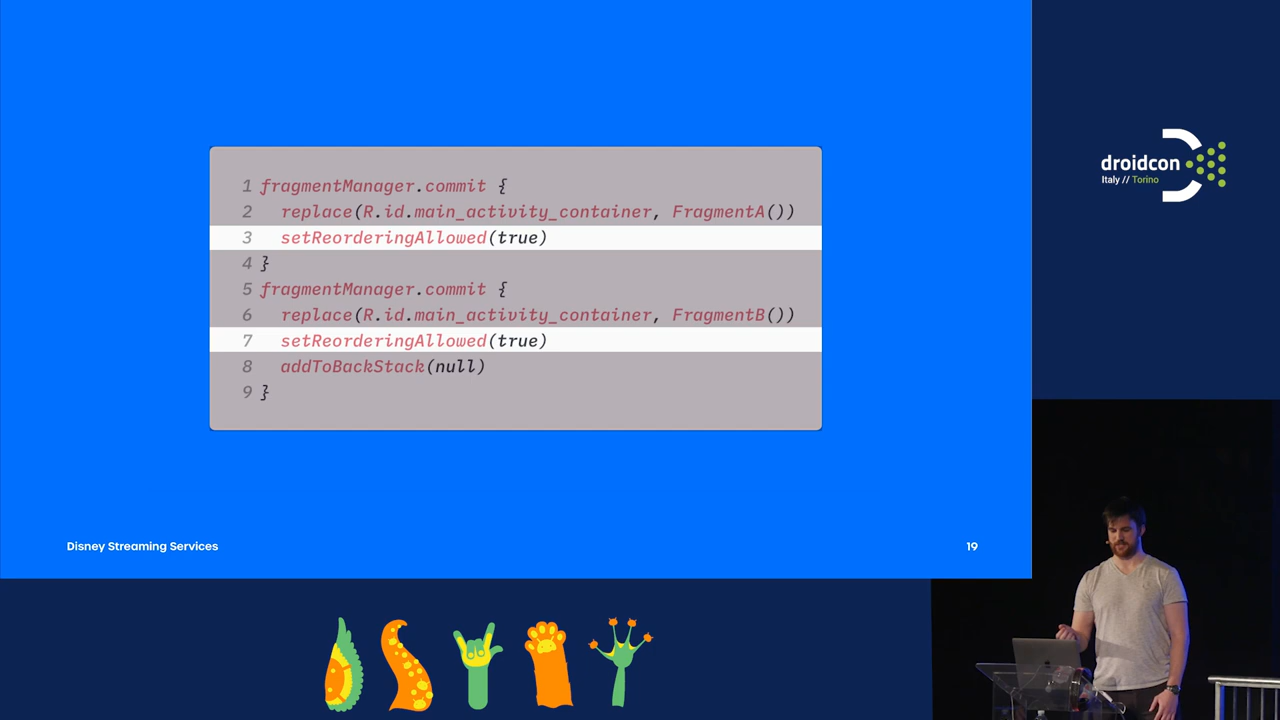 1 fragmentManager.commit {
2 replace(R.id.main_activity_container, FragmentA())
3 setReorderingAllowed(true)
4 }
5 fragmentManager.commit {
6 replace(R.id.main_activity_container, FragmentB())
7 setReorderingAllowed(true)
8 addToBackStack(null)
9 }
Disney Streaming Services
19
droidcon
Italy // Torino